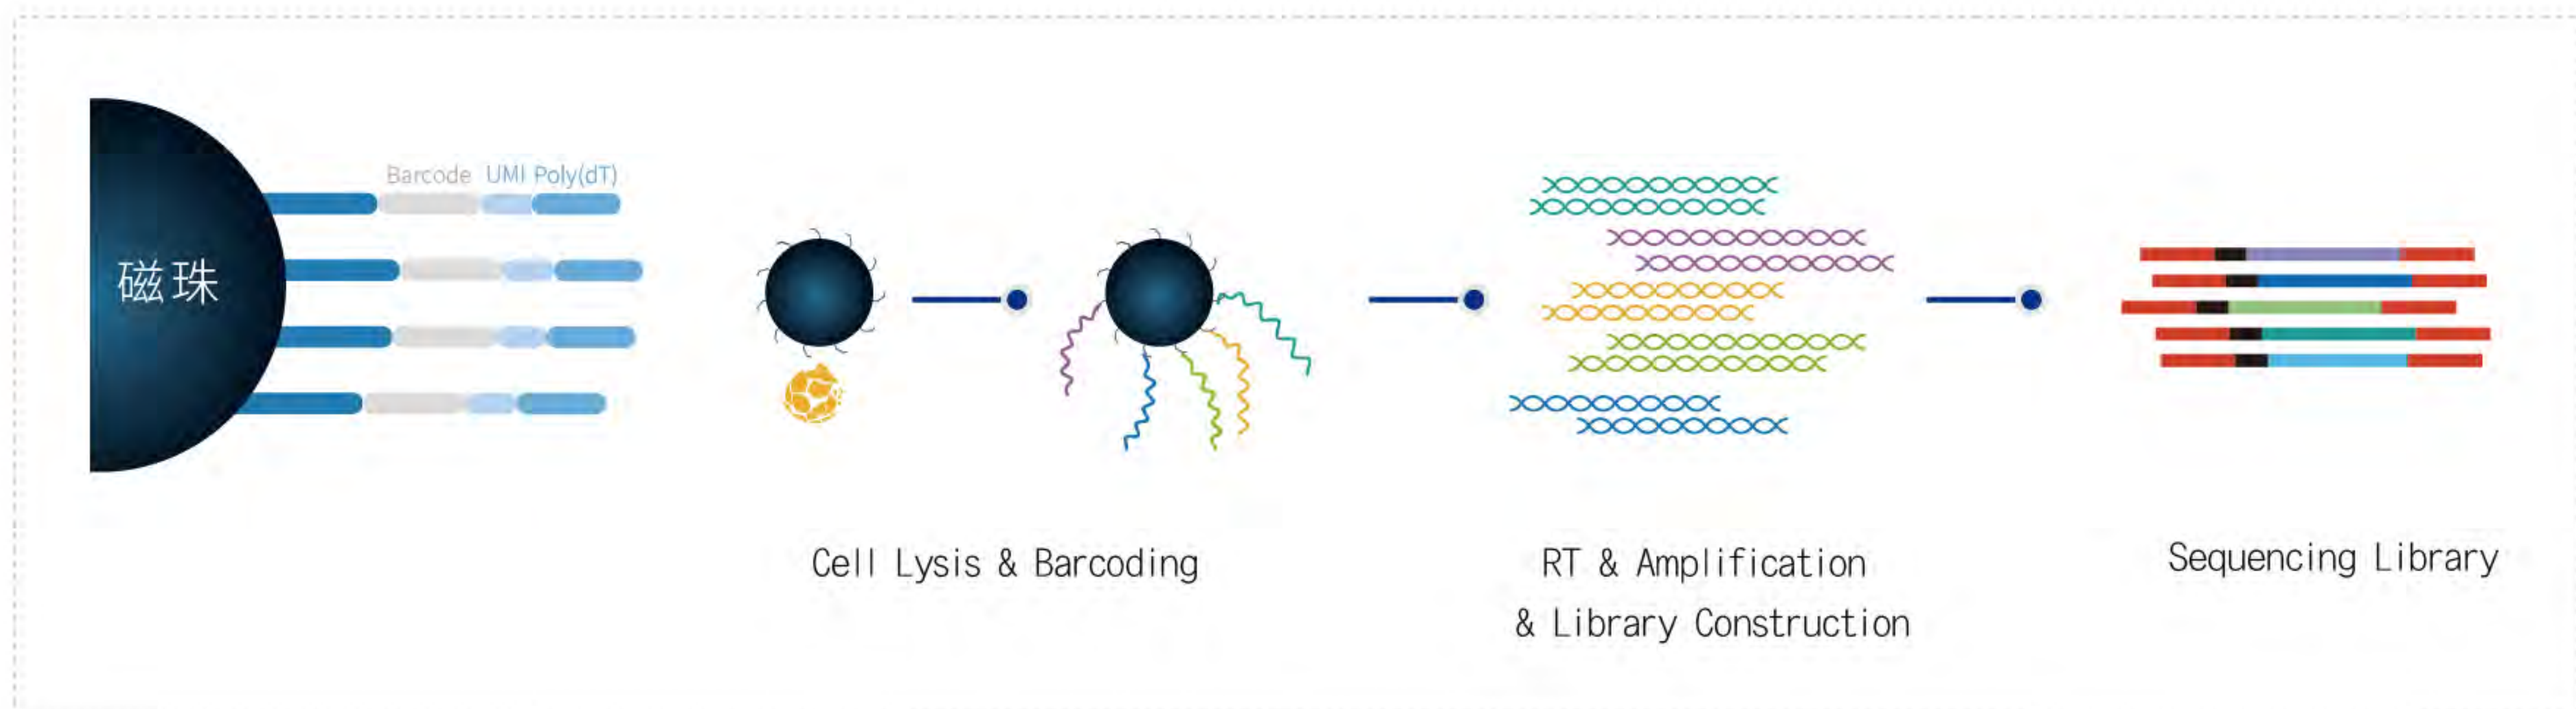 Barcode UMI Poly(dT)
磁珠
Cell Lysis & Barcoding
RT & Amplification
& Library Construction
Sequencing Library